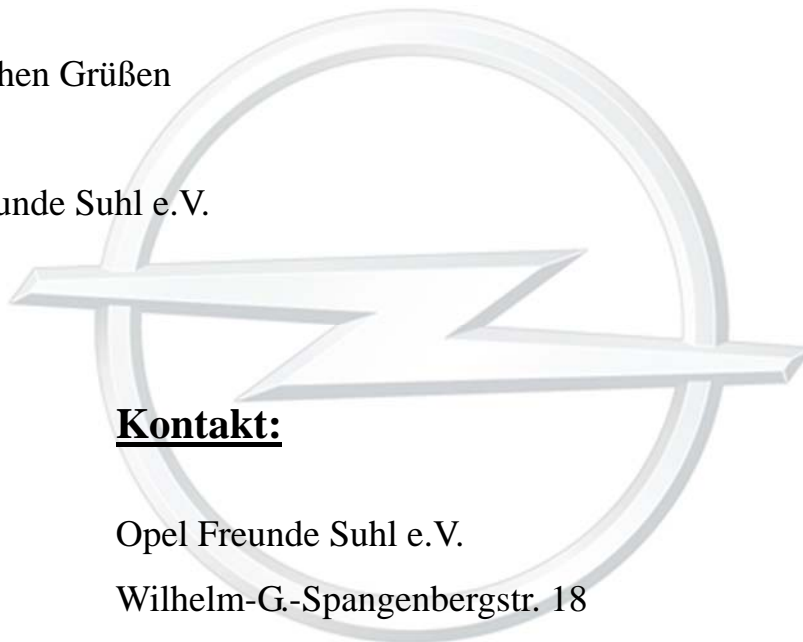 hen Grüßen
unde Suhl e.V.
Kontakt:
Opel Freunde Suhl e.V.
Wilhelm-G.-Spangenbergstr. 18